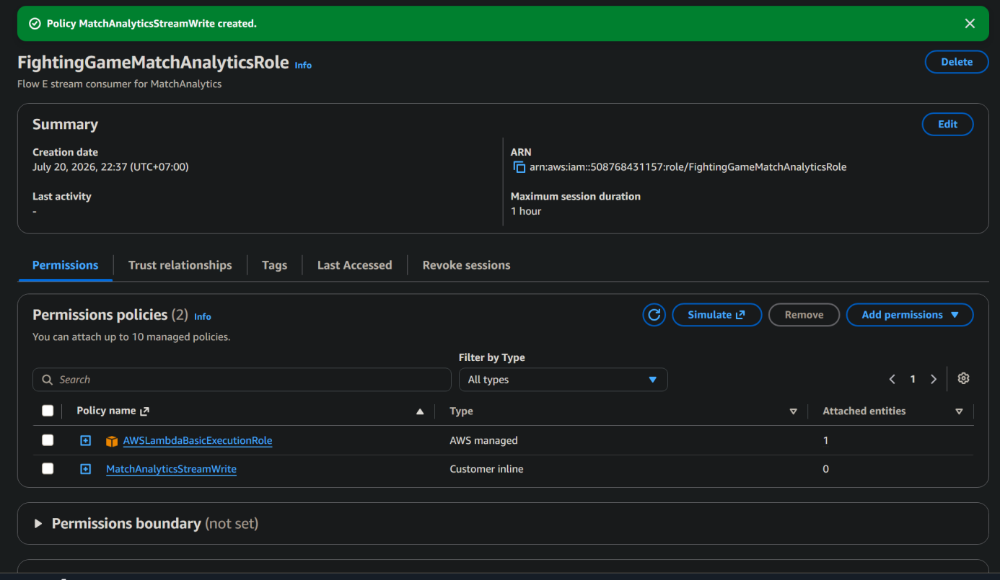 Policy MatchAnalyticsStreamWrite created.
FightingGameMatchAnalyticsRole Info
Delete
Flow E stream consumer for MatchAnalytics
Summary
Edit
Creation date
July 20, 2026, 22:37 (UTC+07:00)
ARN
arn:aws:iam::508768431157:role/FightingGameMatchAnalyticsRole
Last activity
-
Maximum session duration
1 hour
Permissions
Trust relationships
Tags
Last Accessed
Revoke sessions
Permissions policies (2) Info
Simulate
Remove
Add permissions
You can attach up to 10 managed policies.
Filter by Type
Search
All types
1
Policy name
Type
Attached entities
AWSLambdaBasicExecutionRole
AWS managed
1
MatchAnalyticsStreamWrite
Customer inline
0
Permissions boundary (not set)